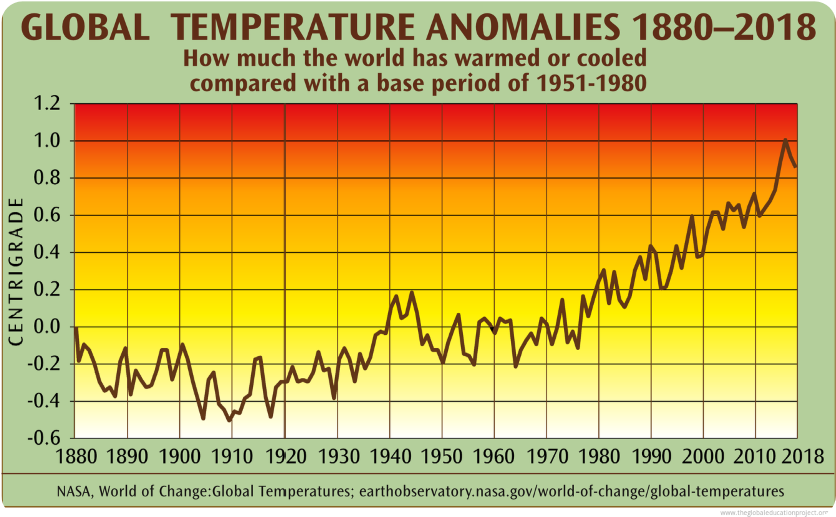 GLOBAL TEMPERATURE ANOMALIES 1880–2018
How much the world has warmed or cooled
compared with a base period of 1951-1980
CENTRIGRADE
1.2
1.0
0.8
0.6
0.4
0.2
0.0
-0.2
-0.4
-0.6
1880 1890 1900 1910 1920 1930 1940 1950 1960 1970 1980 1990 2000 2010 2018
NASA, World of Change:Global Temperatures; earthobservatory.nasa.gov/world-of-change/global-temperatures
www.theglobaleducationproject.org